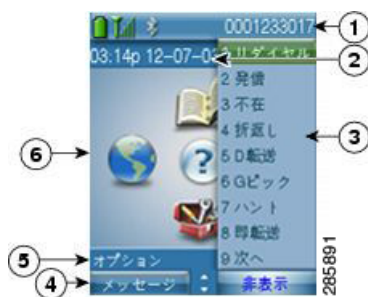 0001233017
1
03:14p 12-07-0
リダイヤル
2
2 発信
3 不在
4 折返し
3
5 D転送
6 Gピック
6
7 ハント
8 即転送
オプション
5
9 次へ
メッセージ
4
非表示
285891